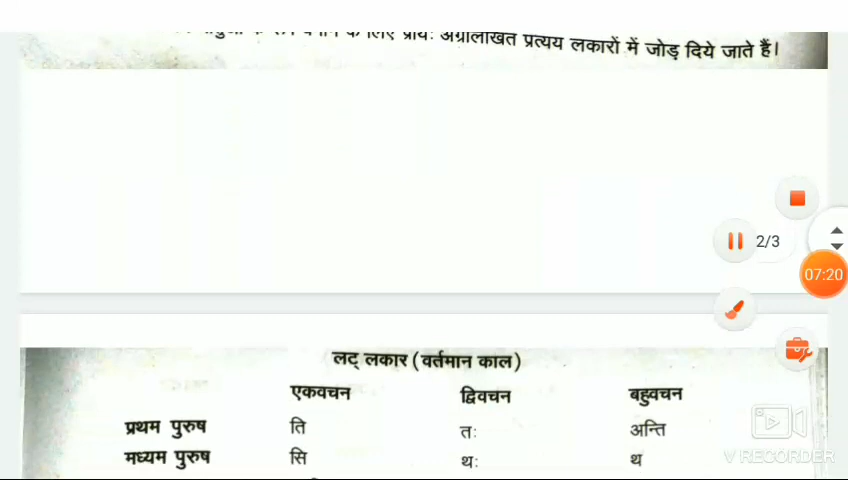 के लिए प्रायः अग्रलिखित प्रत्यय लकारों में जोड़ दिये जाते हैं।
2/3
07:20
लट् लकार (वर्तमान काल)
एकवचन द्विवचन बहुवचन
प्रथम पुरुष ति तः अन्ति
मध्यम पुरुष सि थः थ
V RECORDER